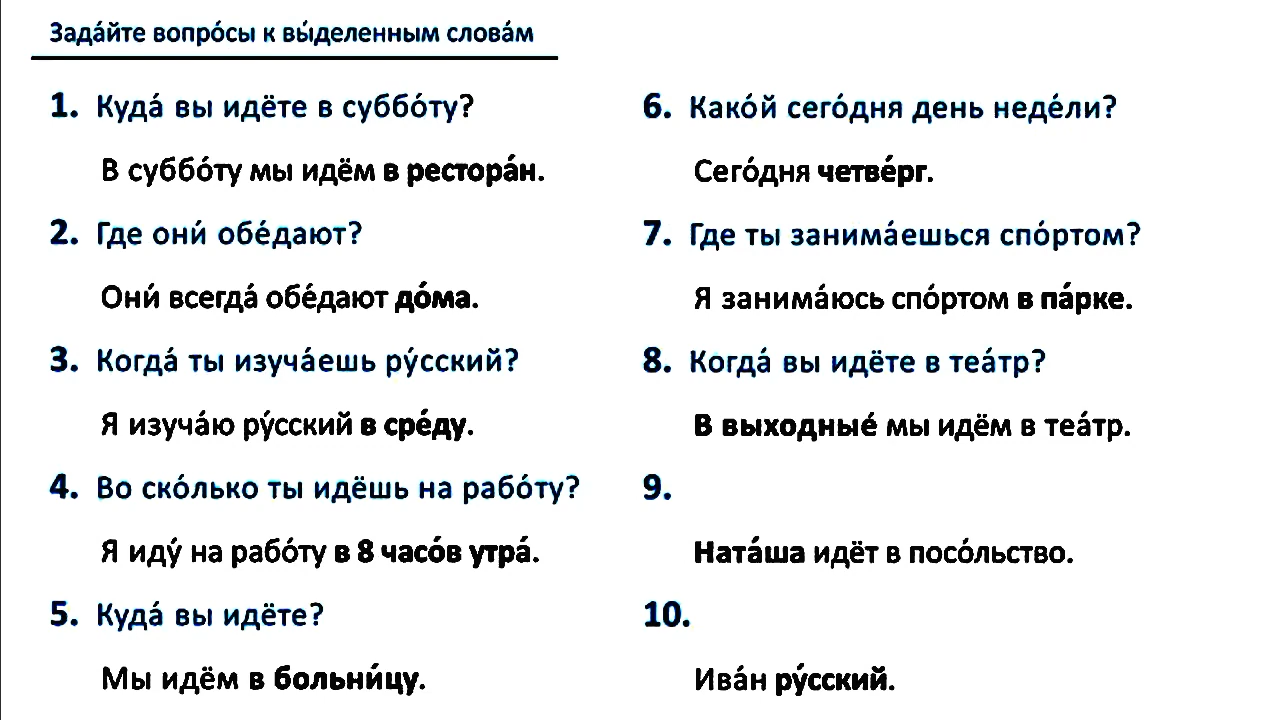 Зада́йте вопро́сы к вы́деленным слова́м
1. Куда́ вы идёте в суббо́ту?
В суббо́ту мы идём в рестора́н.
2. Где они́ обе́дают?
Они́ всегда́ обе́дают до́ма.
3. Когда́ ты изуча́ешь ру́сский?
Я изуча́ю ру́сский в сре́ду.
4. Во ско́лько ты идёшь на рабо́ту?
Я иду́ на рабо́ту в 8 часо́в утра́.
5. Куда́ вы идёте?
Мы идём в больни́цу.
6. Како́й сего́дня день неде́ли?
Сего́дня четве́рг.
7. Где ты занима́ешься спо́ртом?
Я занима́юсь спо́ртом в па́рке.
8. Когда́ вы идёте в теа́тр?
В выходные́ мы идём в теа́тр.
9.
Ната́ша идёт в посо́льство.
10.
Ива́н ру́сский.